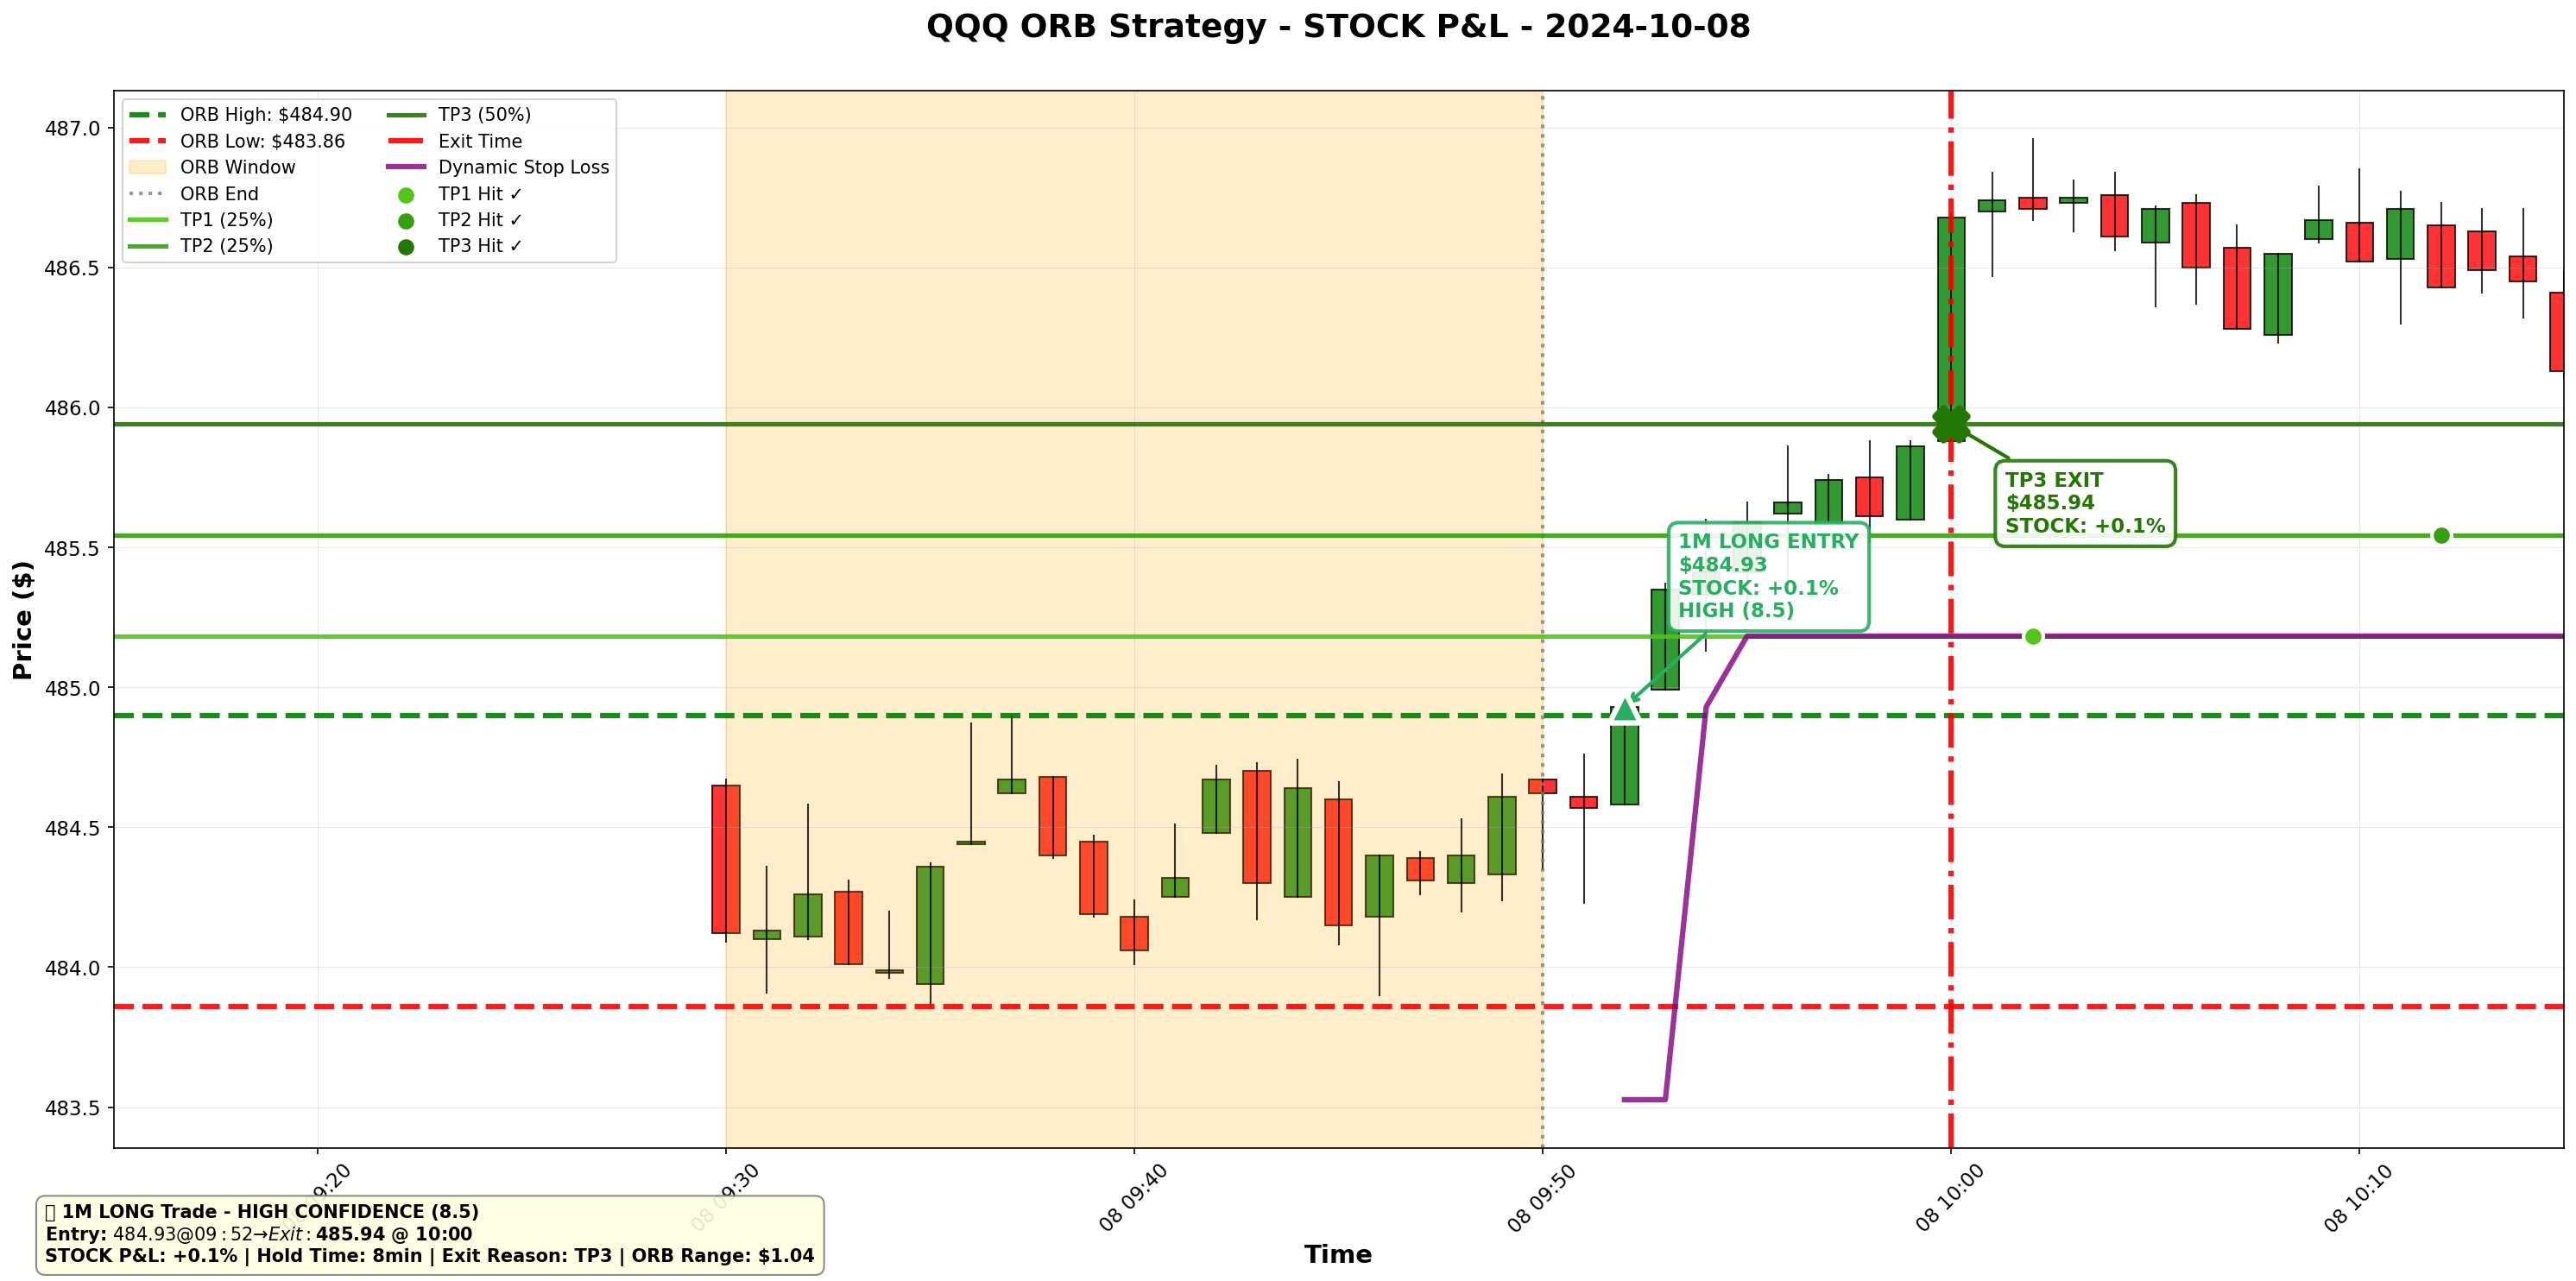 QQQ ORB Strategy - STOCK P&L - 2024-10-08
ORB High: $484.90
ORB Low: $483.86
ORB Window
ORB End
TP1 (25%)
TP2 (25%)
TP3 (50%)
Exit Time
Dynamic Stop Loss
TP1 Hit ✓
TP2 Hit ✓
TP3 Hit ✓
Price ($)
487.0
486.5
486.0
485.5
485.0
484.5
484.0
483.5
TP3 EXIT
$485.94
STOCK: +0.1%
1M LONG ENTRY
$484.93
STOCK: +0.1%
HIGH (8.5)
08 09:20
08 09:30
08 09:40
08 09:50
08 10:00
08 10:10
Time
1M LONG Trade - HIGH CONFIDENCE (8.5)
Entry: 484.93@09:52→Exit:485.94 @ 10:00
STOCK P&L: +0.1% | Hold Time: 8min | Exit Reason: TP3 | ORB Range: $1.04